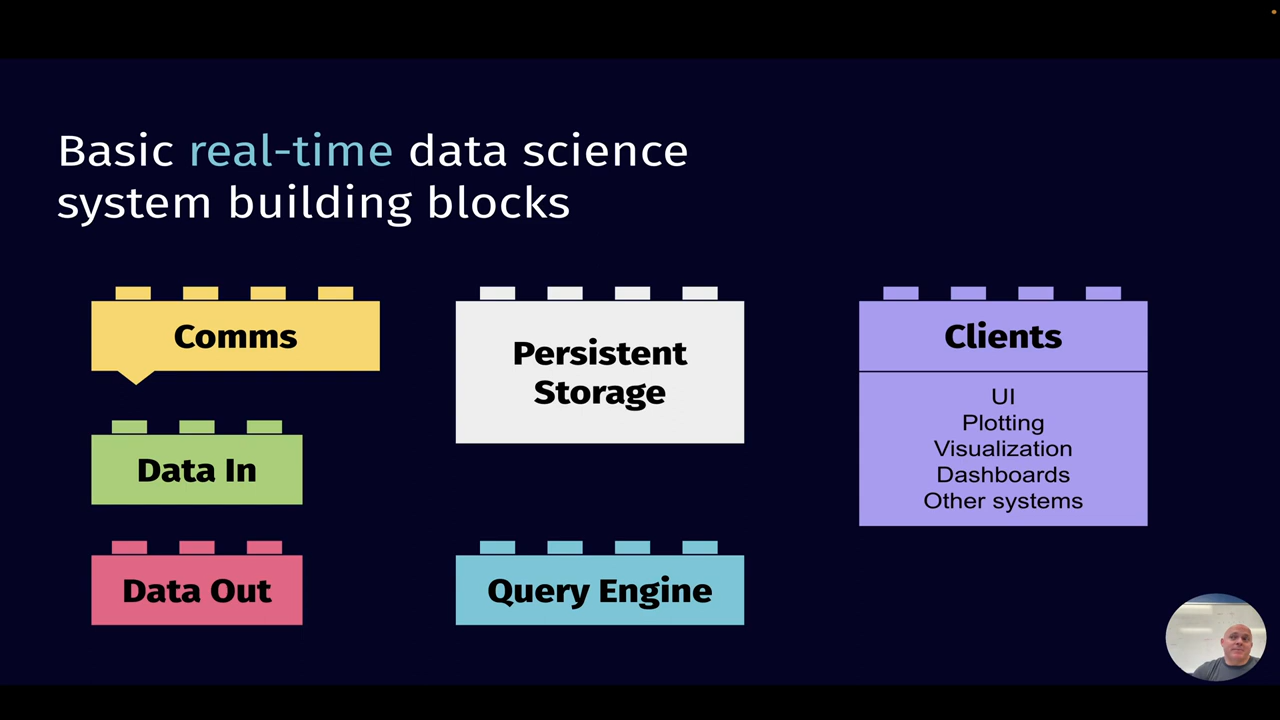 Basic real-time data science
system building blocks
Comms
Data In
Data Out
Persistent
Storage
Query Engine
Clients
UI
Plotting
Visualization
Dashboards
Other systems